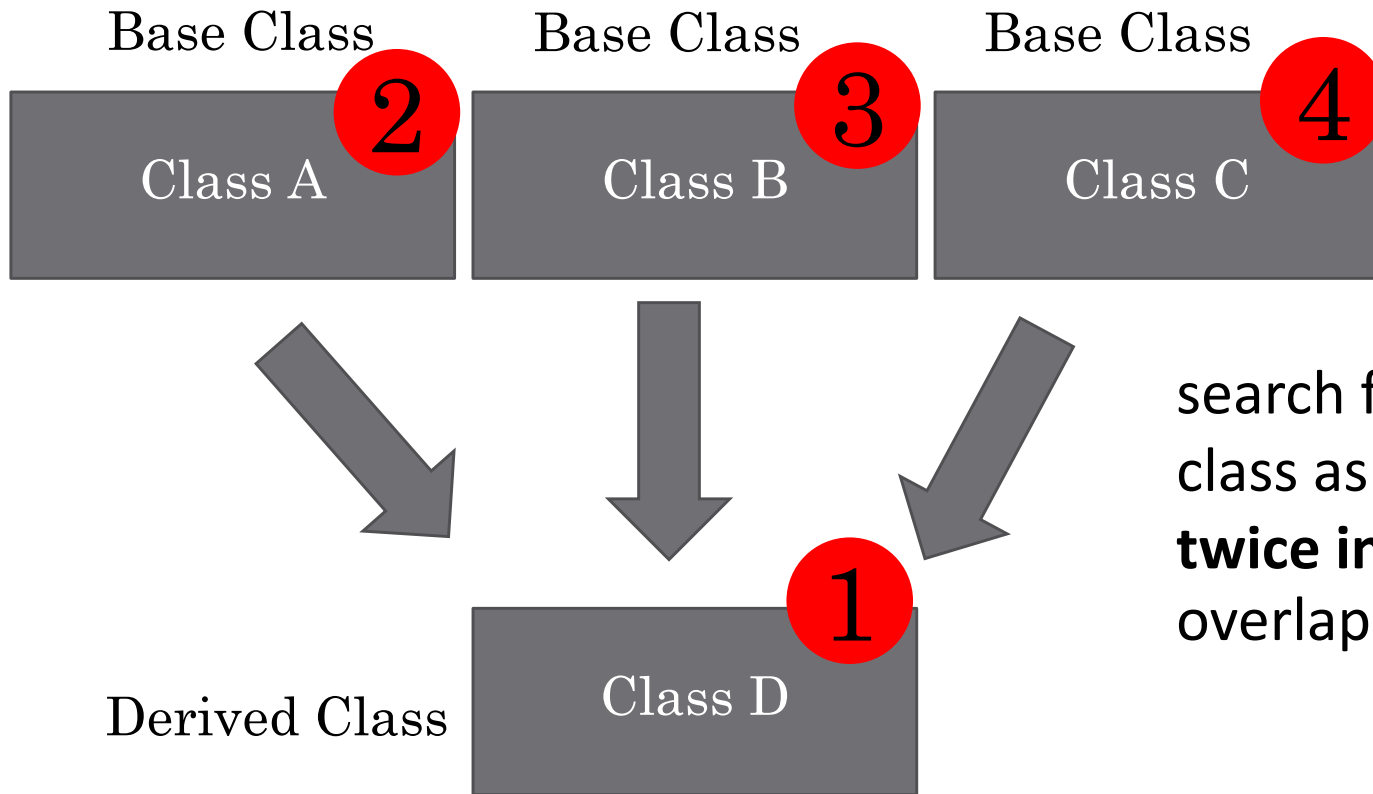 Base Class Base Class Base Class
2 3 4
Class A Class B Class C
search f
class as
twice in
overlap
1
Class D
Derived Class